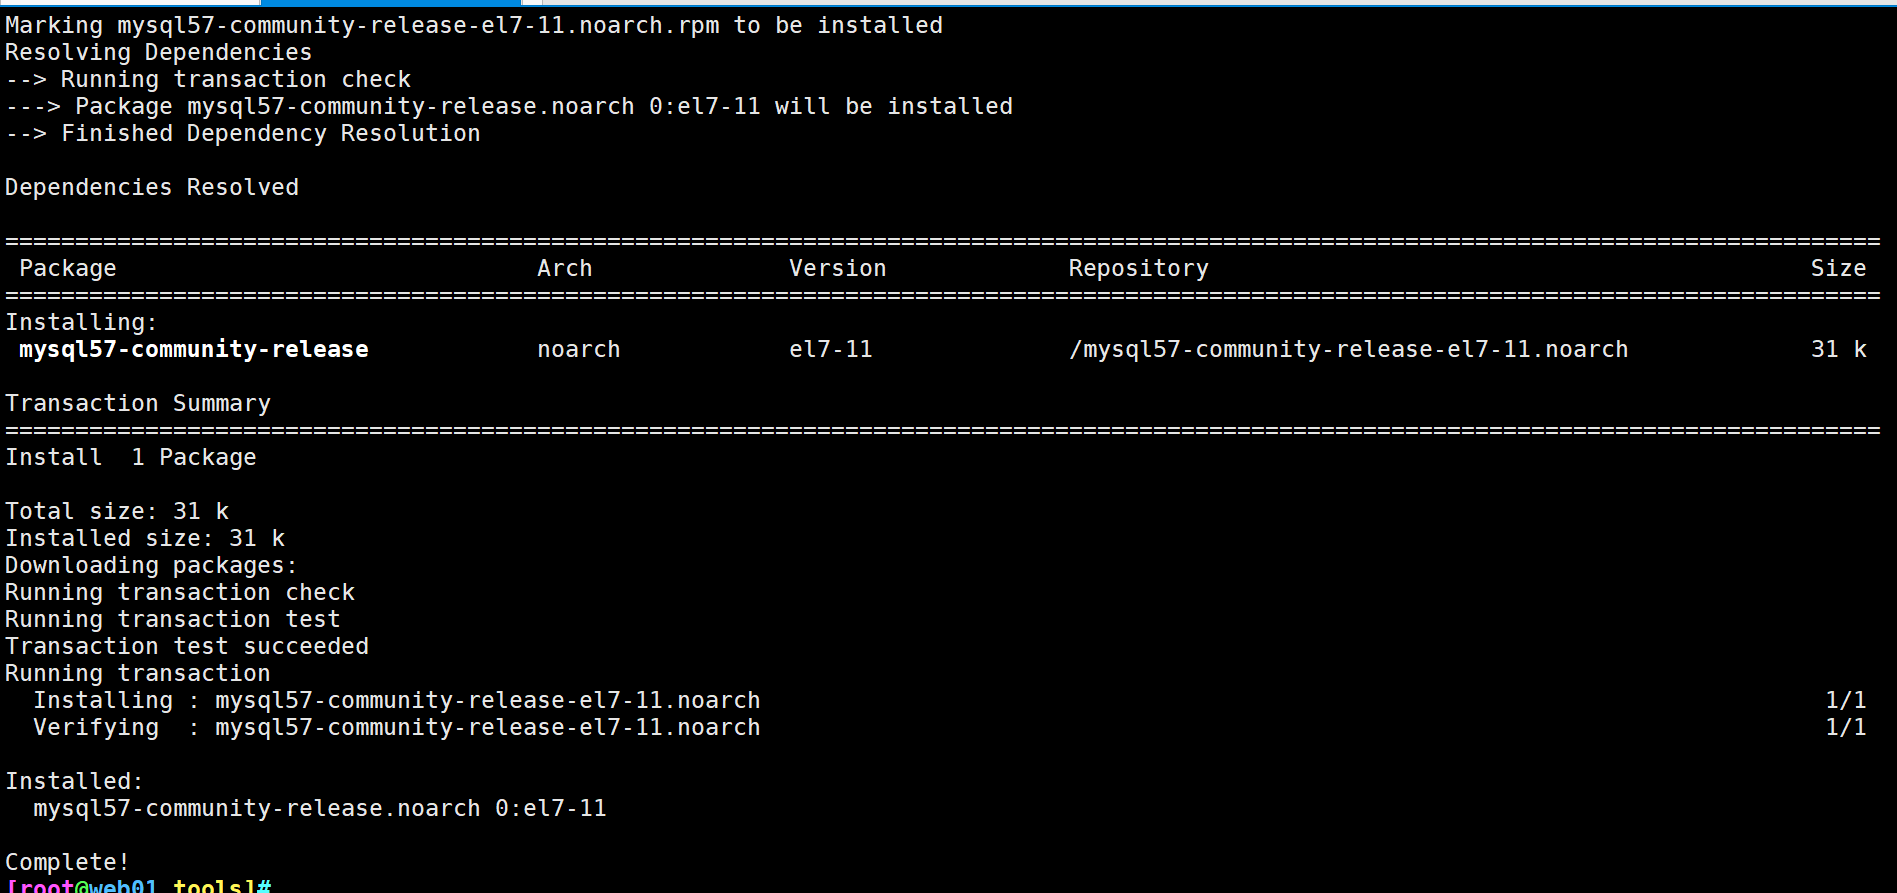 Marking mysql57-community-release-el7-11.noarch.rpm to be installed
Resolving Dependencies
--> Running transaction check
---> Package mysql57-community-release.noarch 0:el7-11 will be installed
--> Finished Dependency Resolution
Dependencies Resolved
======================================================================================================================================
Package Arch Version Repository Size
======================================================================================================================================
Installing:
mysql57-community-release noarch el7-11 /mysql57-community-release-el7-11.noarch 31 k
Transaction Summary
======================================================================================================================================
Install  1 Package
Total size: 31 k
Installed size: 31 k
Downloading packages:
Running transaction check
Running transaction test
Transaction test succeeded
Running transaction
Installing : mysql57-community-release-el7-11.noarch 1/1
Verifying  : mysql57-community-release-el7-11.noarch 1/1
Installed:
mysql57-community-release.noarch 0:el7-11
Complete!
[root@web01 tools]#